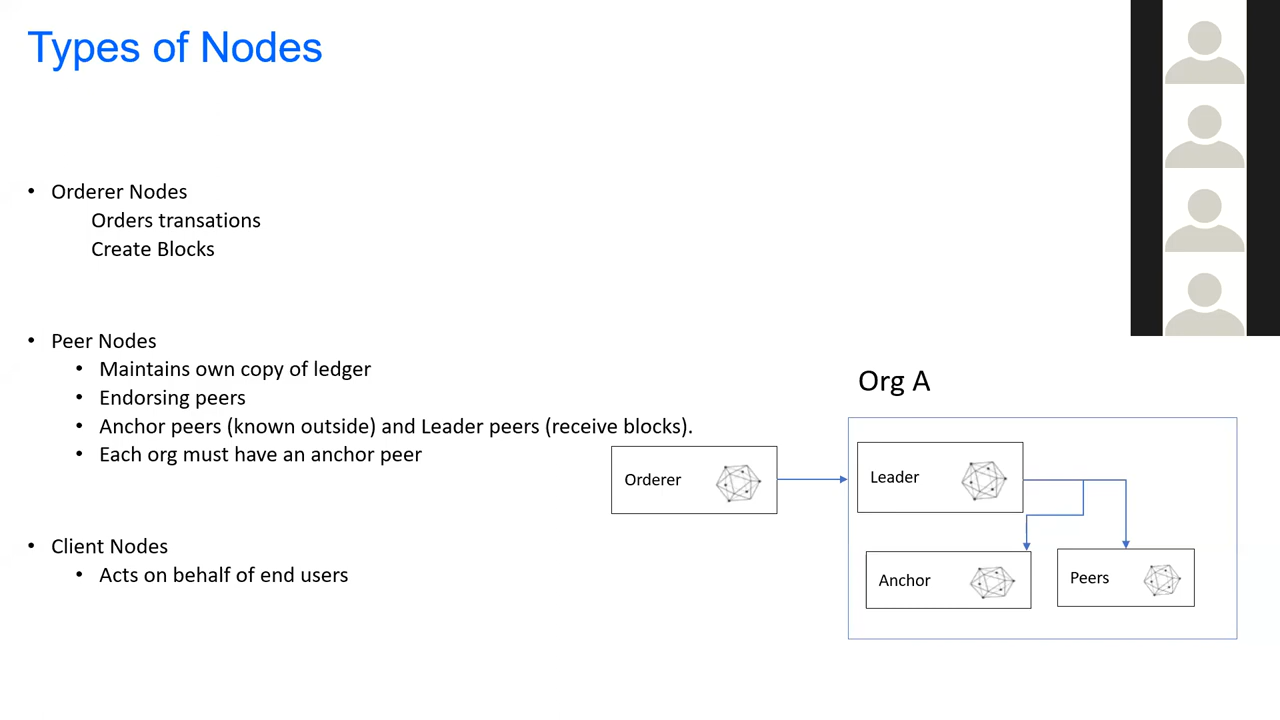 Types of Nodes
• Orderer Nodes
Orders transations
Create Blocks
• Peer Nodes
• Maintains own copy of ledger
• Endorsing peers
• Anchor peers (known outside) and Leader peers (receive blocks).
• Each org must have an anchor peer
• Client Nodes
• Acts on behalf of end users
Org A
Orderer
Leader
Anchor
Peers